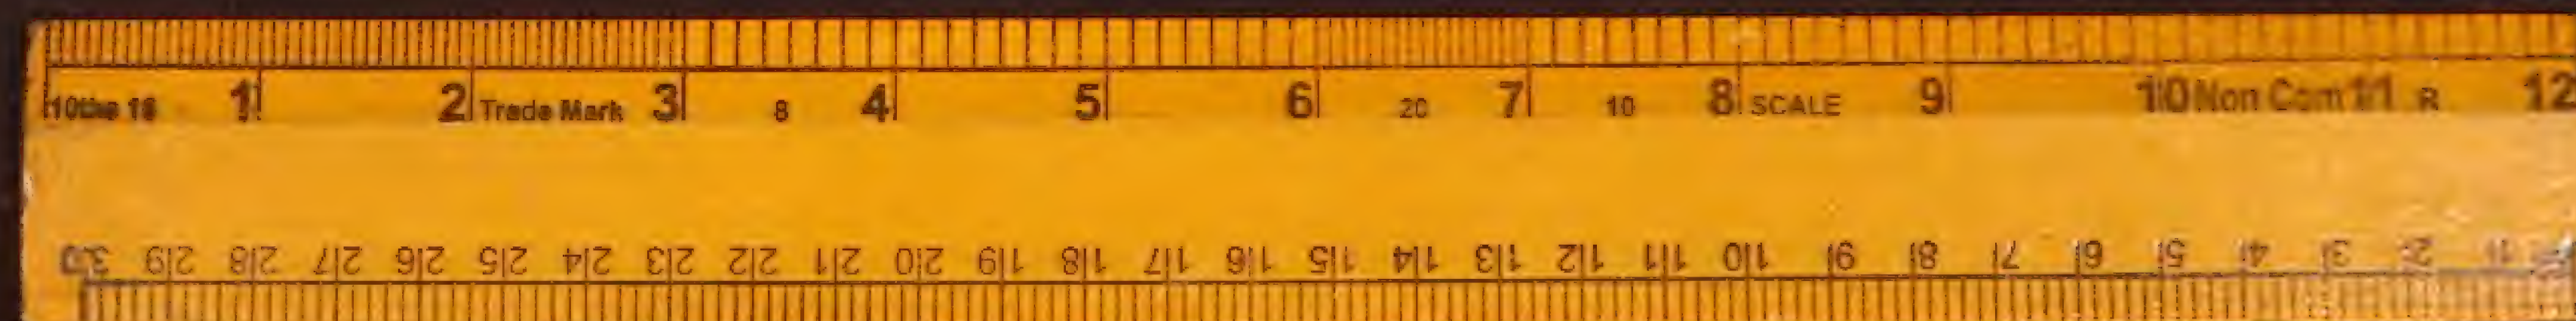 10ths 16 1 2 Trade Mark 3 8 4 5 6 20 7 10 8 SCALE 9 10 Non Com 11 R 12
30 29 28 27 26 25 24 23 22 21 20 19 18 17 16 15 14 13 12 11 10 9 8 7 6 5 4 3 2 1